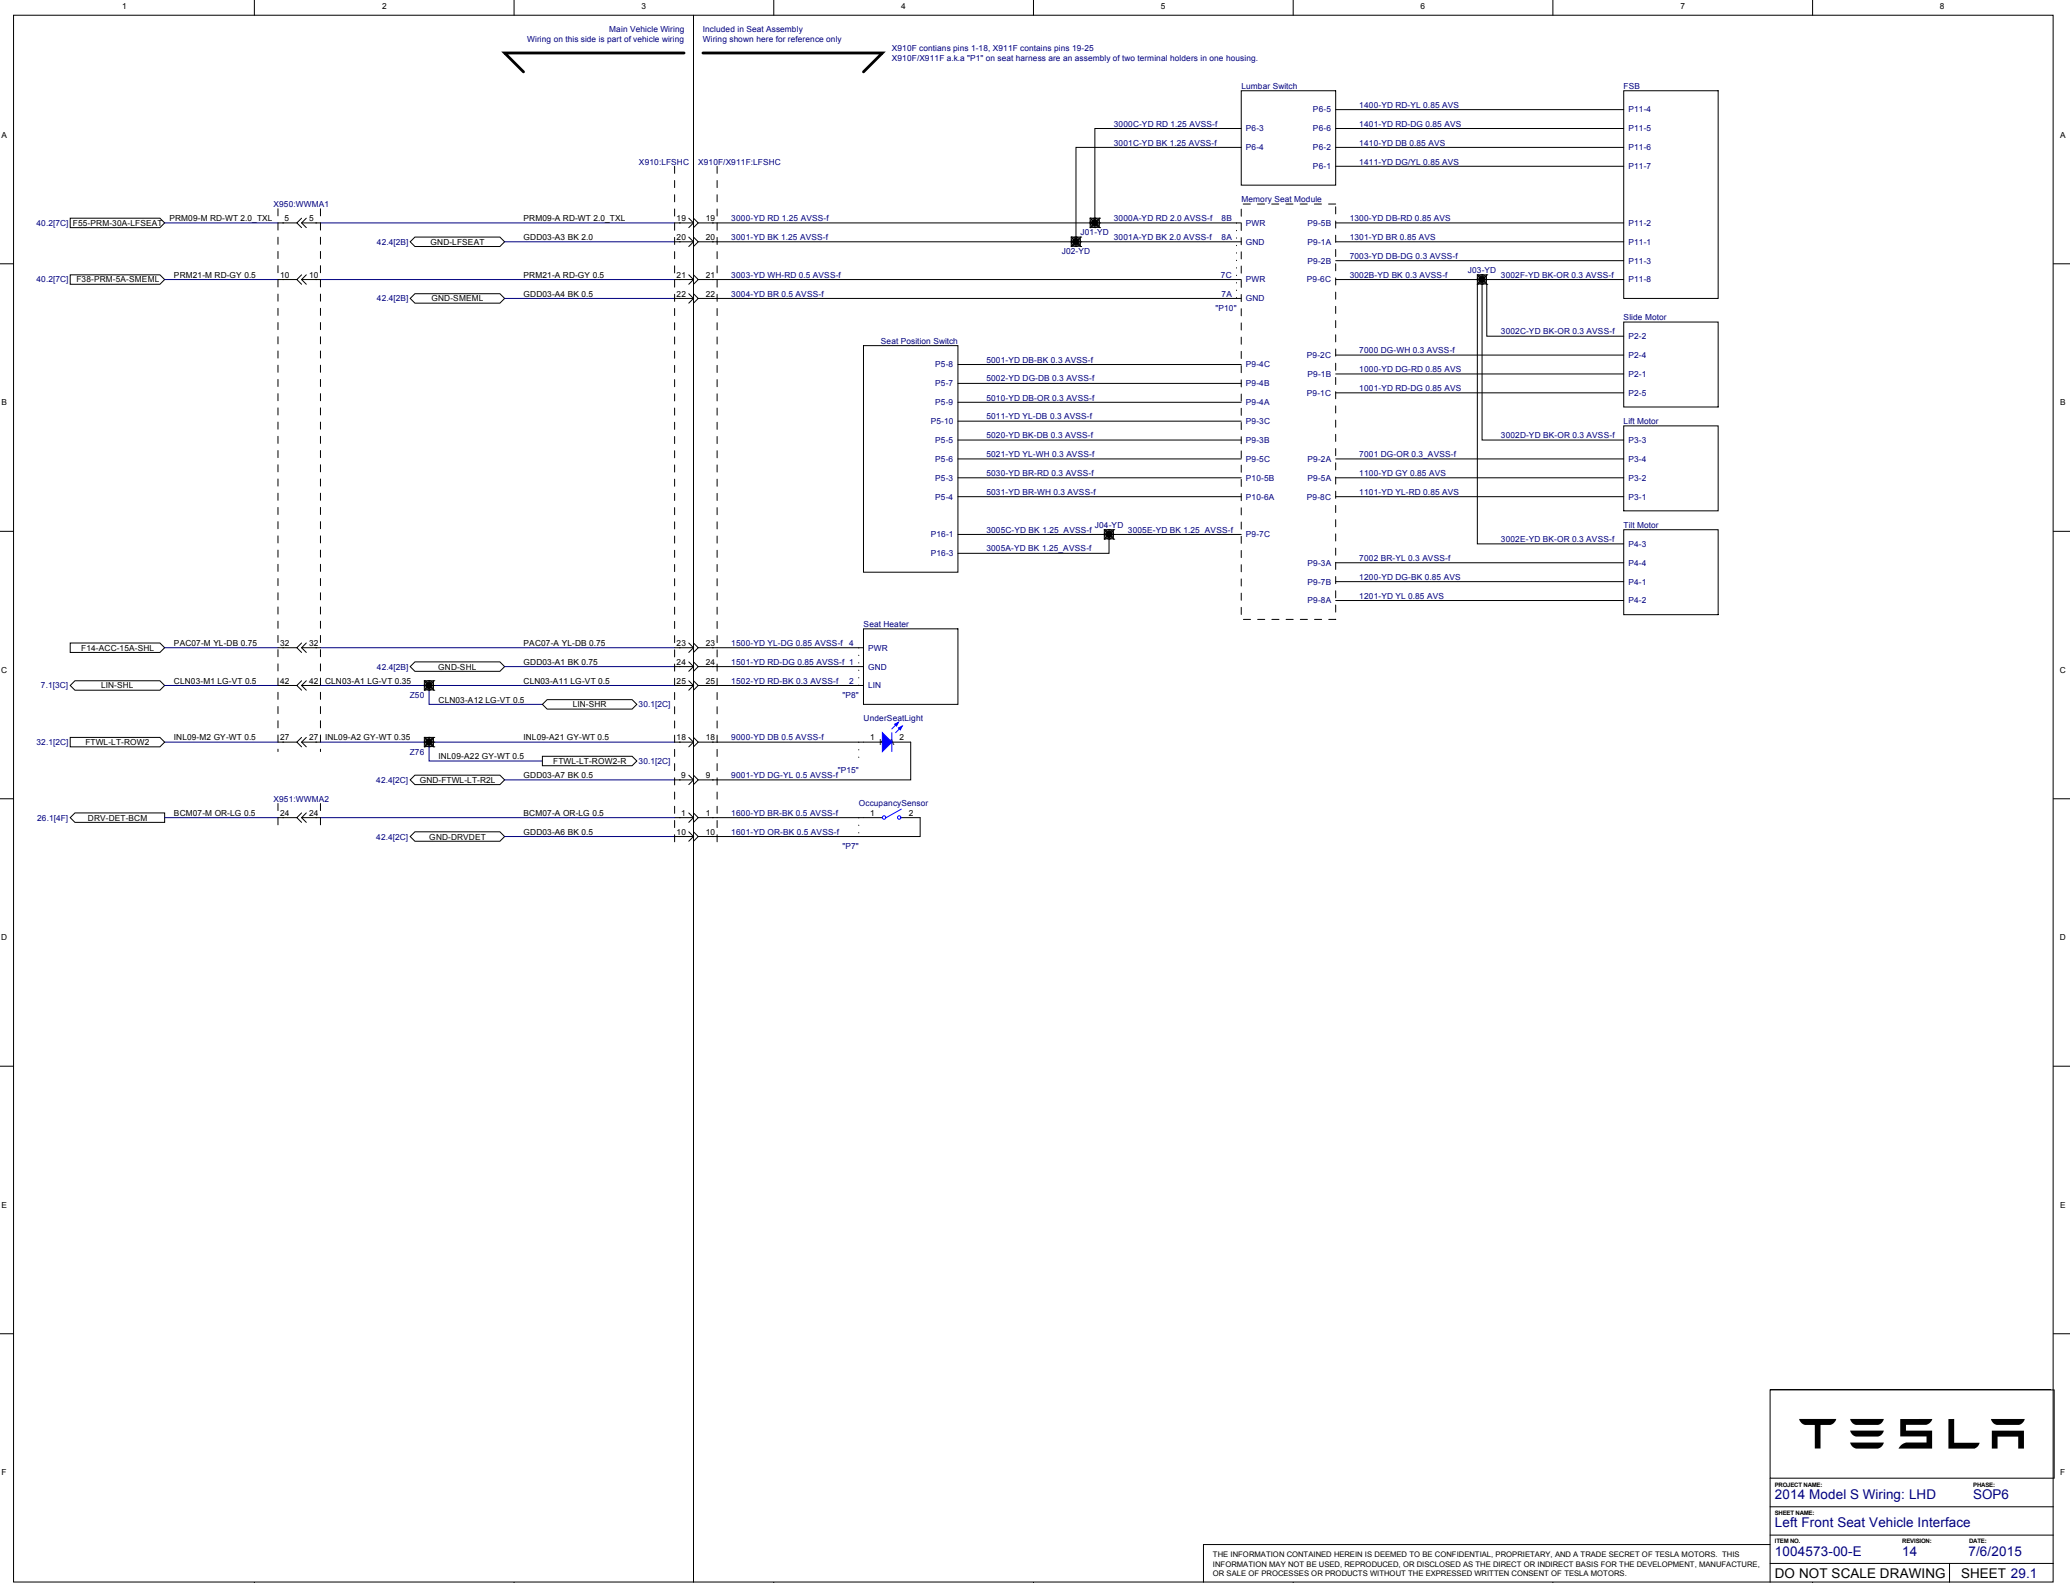 1 2 3 4 5 6 7 8
Main Vehicle Wiring
Wiring on this side is part of vehicle wiring
Included in Seat Assembly
Wiring shown here for reference only
X910F contians pins 1-18, X911F contains pins 19-25
X910F/X911F a.k.a "P1" on seat harness are an assembly of two terminal holders in one housing.
Lumbar Switch FSB
P6-5 1400-YD RD-YL 0.85 AVS P11-4
A 3000C-YD RD 1.25 AVSS-f P6-3 P6-6 1401-YD RD-DG 0.85 AVS P11-5 A
3001C-YD BK 1.25 AVSS-f P6-4 P6-2 1410-YD DB 0.85 AVS P11-6
X910:LFSHC X910F/X911F:LFSHC P6-1 1411-YD DG/YL 0.85 AVS P11-7
X950:WWMA1 Memory Seat Module
40.2[7C] F55-PRM-30A-LFSEAT PRM09-M RD-WT 2.0_TXL 5 5 PRM09-A RD-WT 2.0_TXL 19 19 3000-YD RD 1.25 AVSS-f 3000A-YD RD 2.0 AVSS-f 8B PWR P9-5B 1300-YD DB-RD 0.85 AVS P11-2
J01-YD
42.4[2B] GND-LFSEAT GDD03-A3 BK 2.0 20 20 3001-YD BK 1.25 AVSS-f 3001A-YD BK 2.0 AVSS-f 8A GND P9-1A 1301-YD BR 0.85 AVS P11-1
J02-YD
P9-2B 7003-YD DB-DG 0.3 AVSS-f P11-3
40.2[7C] F38-PRM-5A-SMEML PRM21-M RD-GY 0.5 10 10 PRM21-A RD-GY 0.5 21 21 3003-YD WH-RD 0.5 AVSS-f 7C PWR P9-6C 3002B-YD BK 0.3 AVSS-f J03-YD 3002F-YD BK-OR 0.3 AVSS-f P11-8
42.4[2B] GND-SMEML GDD03-A4 BK 0.5 22 22 3004-YD BR 0.5 AVSS-f 7A GND
"P10"
Slide Motor
3002C-YD BK-OR 0.3 AVSS-f P2-2
Seat Position Switch
P9-2C 7000 DG-WH 0.3_AVSS-f P2-4
P5-8 5001-YD DB-BK 0.3 AVSS-f P9-4C
P9-1B 1000-YD DG-RD 0.85 AVS P2-1
P5-7 5002-YD DG-DB 0.3 AVSS-f P9-4B
P9-1C 1001-YD RD-DG 0.85 AVS P2-5
B P5-9 5010-YD DB-OR 0.3 AVSS-f P9-4A B
P5-10 5011-YD YL-DB 0.3 AVSS-f P9-3C Lift Motor
P5-5 5020-YD BK-DB 0.3 AVSS-f P9-3B 3002D-YD BK-OR 0.3 AVSS-f P3-3
P5-6 5021-YD YL-WH 0.3 AVSS-f P9-5C P9-2A 7001 DG-OR 0.3_AVSS-f P3-4
P5-3 5030-YD BR-RD 0.3 AVSS-f P10-5B P9-5A 1100-YD GY 0.85 AVS P3-2
P5-4 5031-YD BR-WH 0.3 AVSS-f P10-6A P9-8C 1101-YD YL-RD 0.85 AVS P3-1
J04-YD Tilt Motor
P16-1 3005C-YD BK 1.25_AVSS-f 3005E-YD BK 1.25_AVSS-f P9-7C
3002E-YD BK-OR 0.3 AVSS-f P4-3
P16-3 3005A-YD BK 1.25_AVSS-f
P9-3A 7002 BR-YL 0.3 AVSS-f P4-4
P9-7B 1200-YD DG-BK 0.85 AVS P4-1
P9-8A 1201-YD YL 0.85 AVS P4-2
Seat Heater
F14-ACC-15A-SHL PAC07-M YL-DB 0.75 32 32 PAC07-A YL-DB 0.75 23 23 1500-YD YL-DG 0.85 AVSS-f 4 PWR
C 42.4[2B] GND-SHL GDD03-A1 BK 0.75 24 24 1501-YD RD-DG 0.85 AVSS-f 1 GND C
7.1[3C] LIN-SHL CLN03-M1 LG-VT 0.5 42 42 CLN03-A1 LG-VT 0.35 CLN03-A11 LG-VT 0.5 25 25 1502-YD RD-BK 0.3 AVSS-f 2 LIN
Z50 "P8"
CLN03-A12 LG-VT 0.5 LIN-SHR 30.1[2C]
UnderSeatLight
32.1[2C] FTWL-LT-ROW2 INL09-M2 GY-WT 0.5 27 27 INL09-A2 GY-WT 0.35 INL09-A21 GY-WT 0.5 18 18 9000-YD DB 0.5 AVSS-f 1 2
Z76
INL09-A22 GY-WT 0.5 FTWL-LT-ROW2-R 30.1[2C]
"P15"
42.4[2C] GND-FTWL-LT-R2L GDD03-A7 BK 0.5 9 9 9001-YD DG-YL 0.5 AVSS-f
X951:WWMA2 OccupancySensor
26.1[4F] DRV-DET-BCM BCM07-M OR-LG 0.5 24 24 BCM07-A OR-LG 0.5 1 1 1600-YD BR-BK 0.5 AVSS-f 1 2
42.4[2C] GND-DRVDET GDD03-A6 BK 0.5 10 10 1601-YD OR-BK 0.5 AVSS-f
"P7"
D D
E E
F F
TESLA
PROJECT NAME: PHASE:
2014 Model S Wiring: LHD SOP6
SHEET NAME:
Left Front Seat Vehicle Interface
ITEM NO. REVISION: DATE:
1004573-00-E 14 7/6/2015
DO NOT SCALE DRAWING SHEET 29.1
THE INFORMATION CONTAINED HEREIN IS DEEMED TO BE CONFIDENTIAL, PROPRIETARY, AND A TRADE SECRET OF TESLA MOTORS. THIS
INFORMATION MAY NOT BE USED, REPRODUCED, OR DISCLOSED AS THE DIRECT OR INDIRECT BASIS FOR THE DEVELOPMENT, MANUFACTURE,
OR SALE OF PROCESSES OR PRODUCTS WITHOUT THE EXPRESSED WRITTEN CONSENT OF TESLA MOTORS.